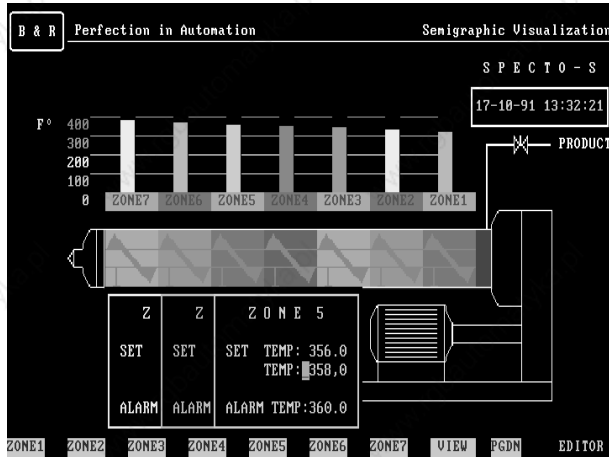 B & R Perfection in Automation Semigraphic Visualization
S P E C T O - S
17-10-91 13:32:21
F° 400
300
200
100
0
PRODUCT
ZONE7 ZONE6 ZONE5 ZONE4 ZONE3 ZONE2 ZONE1
Z Z Z O N E 5
SET SET SET TEMP: 356.0
TEMP: 358,0
ALARM ALARM ALARM TEMP:360.0
ZONE1 ZONE2 ZONE3 ZONE4 ZONE5 ZONE6 ZONE7 VIEW PGDN EDITOR